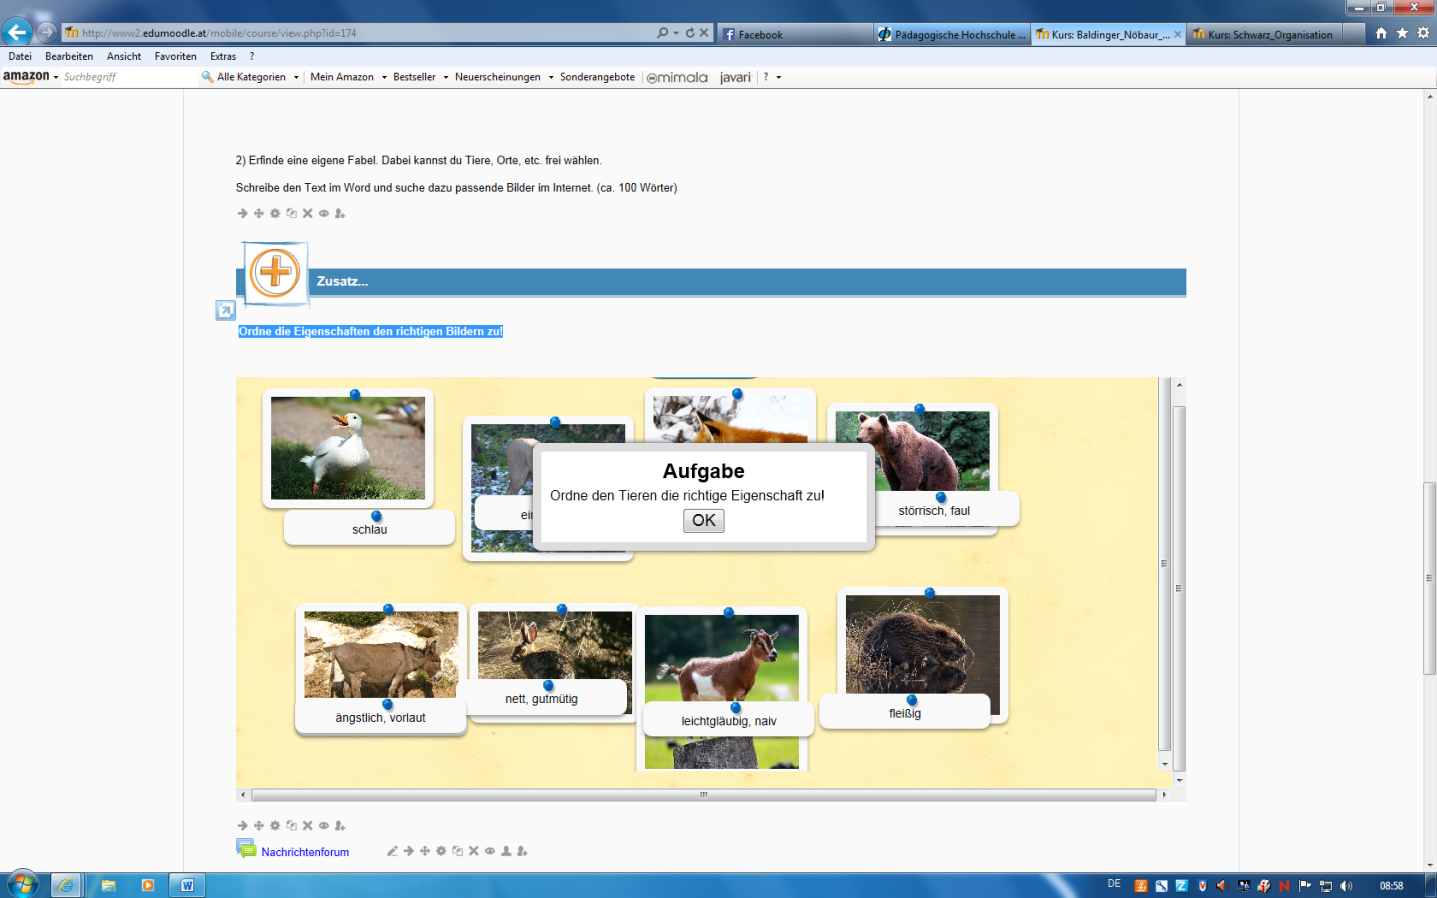 http://www2.edumoodle.at/mobile/course/view.php?id=174
Facebook
Pädagogische Hochschule ...
Kurs: Baldinger_Nöbaur_...
Kurs: Schwarz_Organisation
Datei Bearbeiten Ansicht Favoriten Extras ?
amazon Suchbegriff Alle Kategorien Mein Amazon Bestseller Neuerscheinungen Sonderangebote mimala javari ?
2) Erfinde eine eigene Fabel. Dabei kannst du Tiere, Orte, etc. frei wählen.
Schreibe den Text im Word und suche dazu passende Bilder im Internet. (ca. 100 Wörter)
Zusatz...
Ordne die Eigenschaften den richtigen Bildern zu!
Aufgabe
Ordne den Tieren die richtige Eigenschaft zu!
OK
schlau
störrisch, faul
ängstlich, vorlaut
nett, gutmütig
leichtgläubig, naiv
fleißig
Nachrichtenforum
DE
08:58